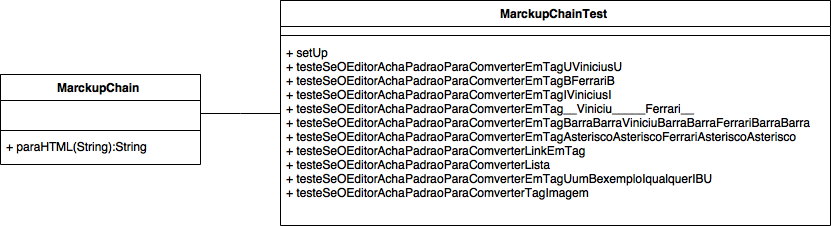 MarckupChainTest
+ setUp
+ testeSeOEditorAchaPadraoParaComverterEmTagUViniciusU
+ testeSeOEditorAchaPadraoParaComverterEmTagBFerrariB
+ testeSeOEditorAchaPadraoParaComverterEmTagIViniciusI
+ testeSeOEditorAchaPadraoParaComverterEmTag__Viniciu_____Ferrari__
+ testeSeOEditorAchaPadraoParaComverterEmTagBarraBarraViniciuBarraBarraFerrariBarraBarra
+ testeSeOEditorAchaPadraoParaComverterEmTagAsteriscoAsteriscoFerrariAsteriscoAsterisco
+ testeSeOEditorAchaPadraoParaComverterLinkEmTag
+ testeSeOEditorAchaPadraoParaComverterLista
+ testeSeOEditorAchaPadraoParaComverterEmTagUumBexemploIqualquerIBU
+ testeSeOEditorAchaPadraoParaComverterTagImagem
MarckupChain
+ paraHTML(String):String